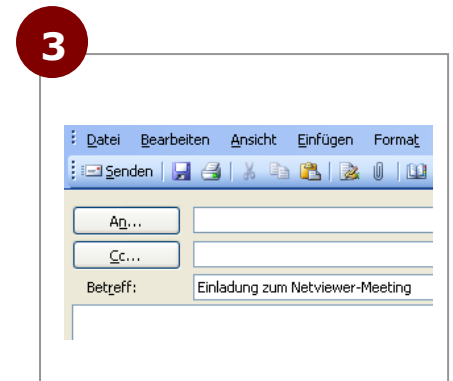 3
Datei Bearbeiten Ansicht Einfügen Format
Senden
An...
Cc...
Betreff: Einladung zum Netviewer-Meeting